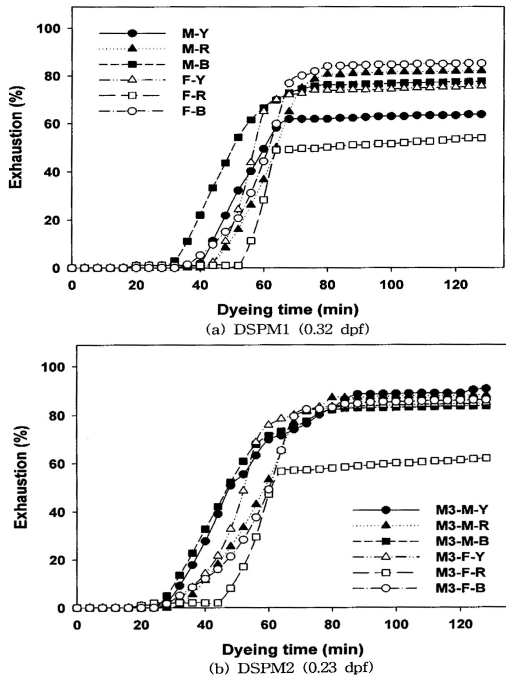 100
80
60
40
20
0
Exhaustion (%)
M-Y
M-R
M-B
F-Y
F-R
F-B
0 20 40 60 80 100 120
Dyeing time (min)
(a) DSPM1 (0.32 dpf)
100
80
60
40
20
0
Exhaustion (%)
M3-M-Y
M3-M-R
M3-M-B
M3-F-Y
M3-F-R
M3-F-B
0 20 40 60 80 100 120
Dyeing time (min)
(b) DSPM2 (0.23 dpf)